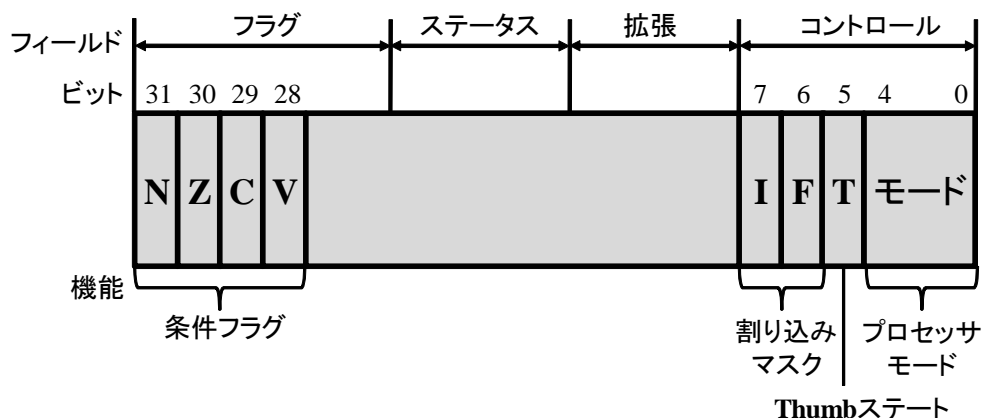 フィールド フラグ ステータス 拡張 コントロール
ビット 31 30 29 28 7 6 5 4 0
N Z C V I F T モード
機能
条件フラグ
割り込み
マスク
プロセッサ
モード
Thumbステート